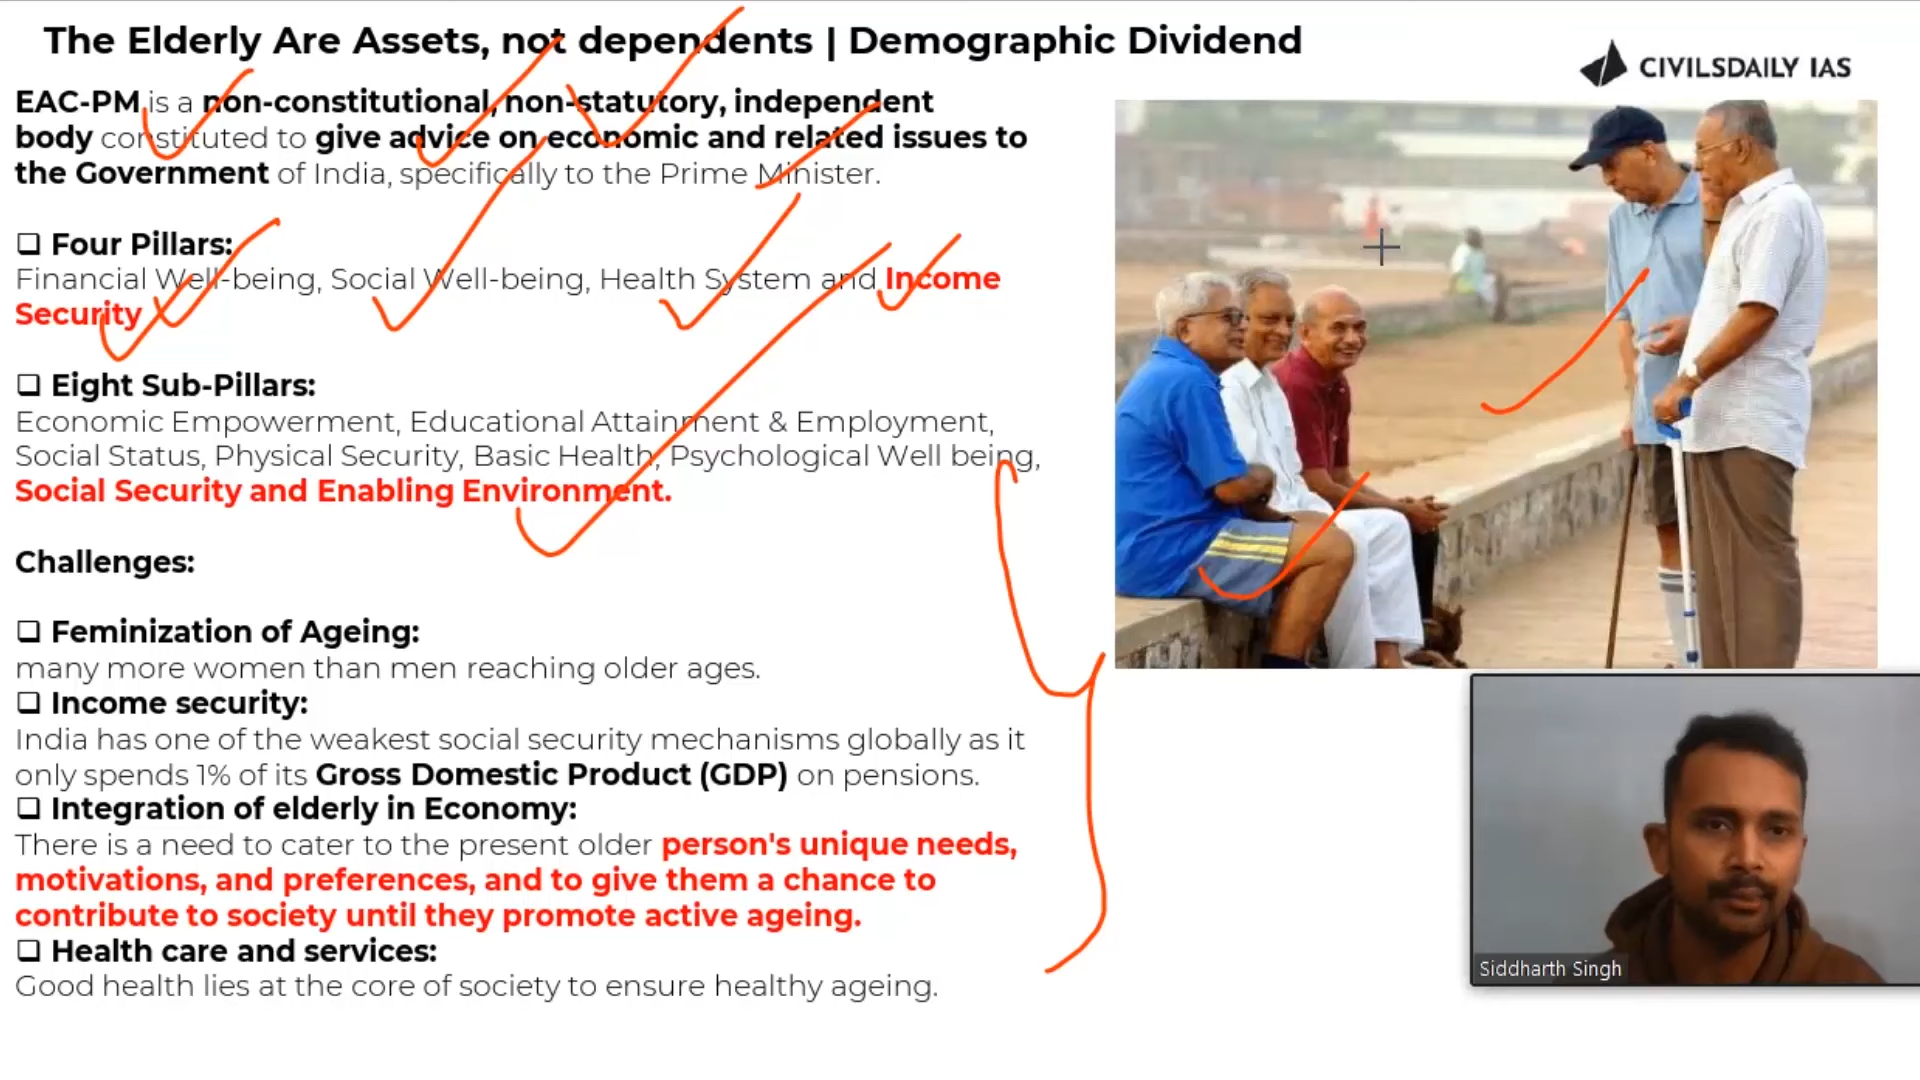 The Elderly Are Assets, not dependents | Demographic Dividend
CIVILSDAILY IAS
EAC-PM is a non-constitutional, non-statutory, independent
body constituted to give advice on economic and related issues to
the Government of India, specifically to the Prime Minister.
❑ Four Pillars:
Financial Well-being, Social Well-being, Health System and Income
Security
❑ Eight Sub-Pillars:
Economic Empowerment, Educational Attainment & Employment,
Social Status, Physical Security, Basic Health, Psychological Well being,
Social Security and Enabling Environment.
Challenges:
❑ Feminization of Ageing:
many more women than men reaching older ages.
❑ Income security:
India has one of the weakest social security mechanisms globally as it
only spends 1% of its Gross Domestic Product (GDP) on pensions.
❑ Integration of elderly in Economy:
There is a need to cater to the present older person's unique needs,
motivations, and preferences, and to give them a chance to
contribute to society until they promote active ageing.
❑ Health care and services:
Good health lies at the core of society to ensure healthy ageing.
Siddharth Singh